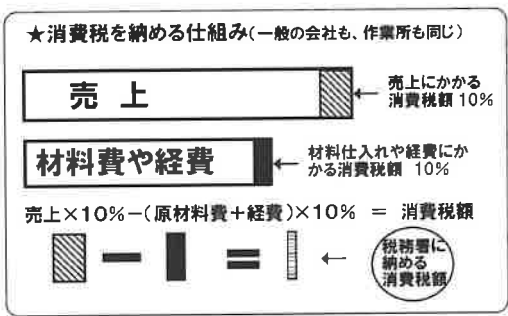 ★消費税を納める仕組み(一般の会社も、作業所も同じ)
売上
売上にかかる
消費税額 10%
材料費や経費
材料仕入れや経費にか
かる消費税額 10%
売上×10%−(原材料費+経費)×10% = 消費税額
税務署に
納める
消費税額